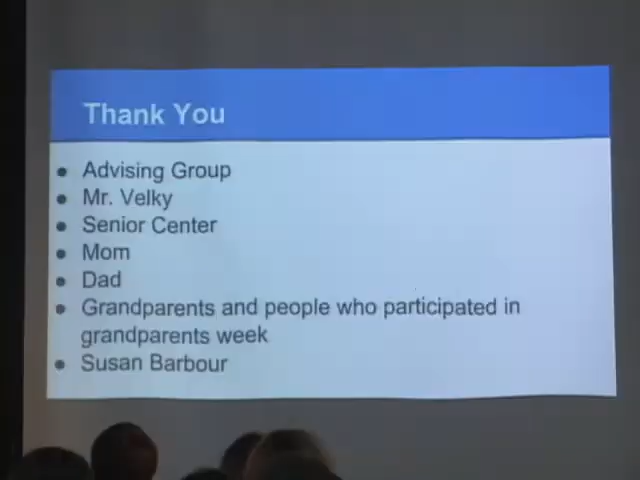 Thank You
• Advising Group
• Mr. Velky
• Senior Center
• Mom
• Dad
• Grandparents and people who participated in
grandparents week
• Susan Barbour